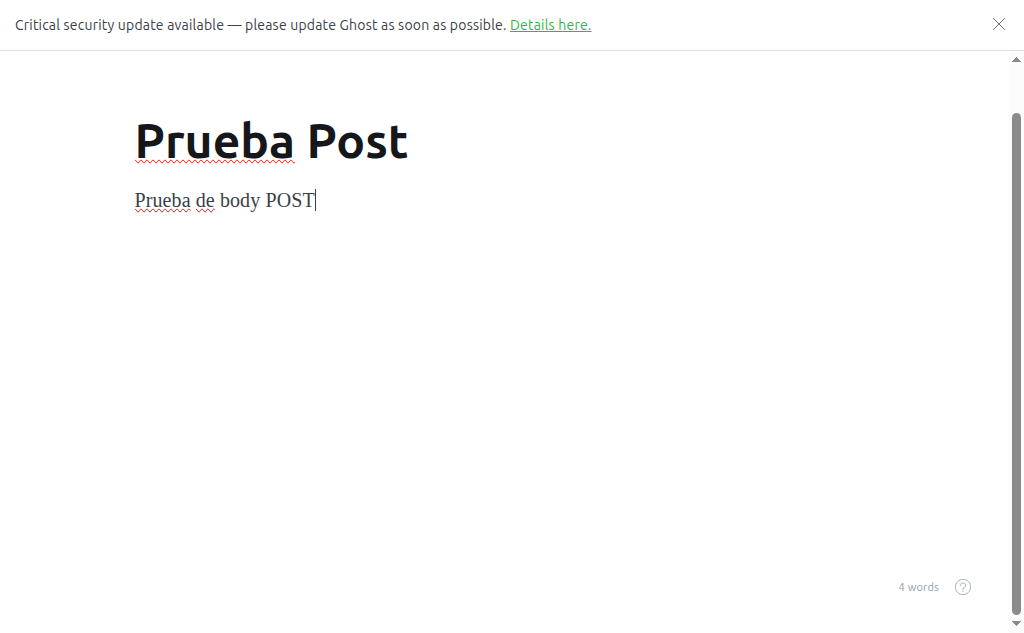 Critical security update available — please update Ghost as soon as possible. Details here.
Prueba Post
Prueba de body POST
4 words
?